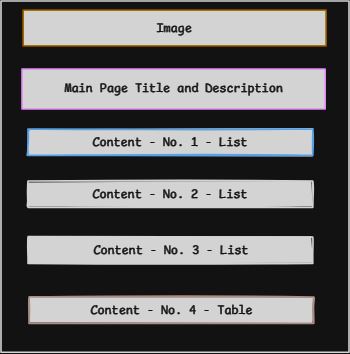 Image
Main Page Title and Description
Content - No. 1 - List
Content - No. 2 - List
Content - No. 3 - List
Content - No. 4 - Table